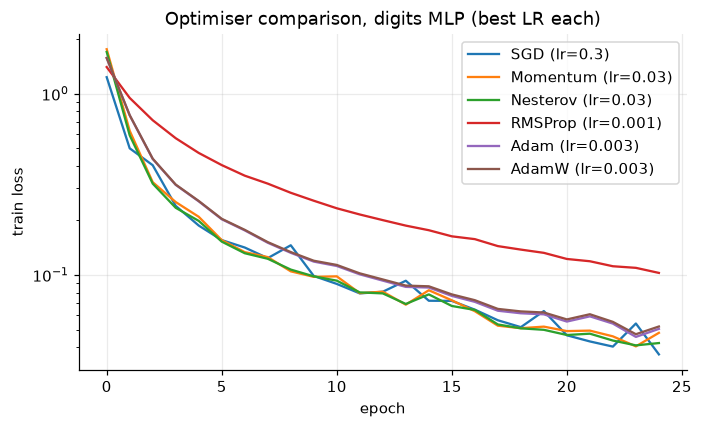 Optimiser comparison, digits MLP (best LR each)
SGD (lr=0.3)
Momentum (lr=0.03)
Nesterov (lr=0.03)
RMSProp (lr=0.001)
Adam (lr=0.003)
AdamW (lr=0.003)
train loss
10⁰
10⁻¹
0 5 10 15 20 25
epoch